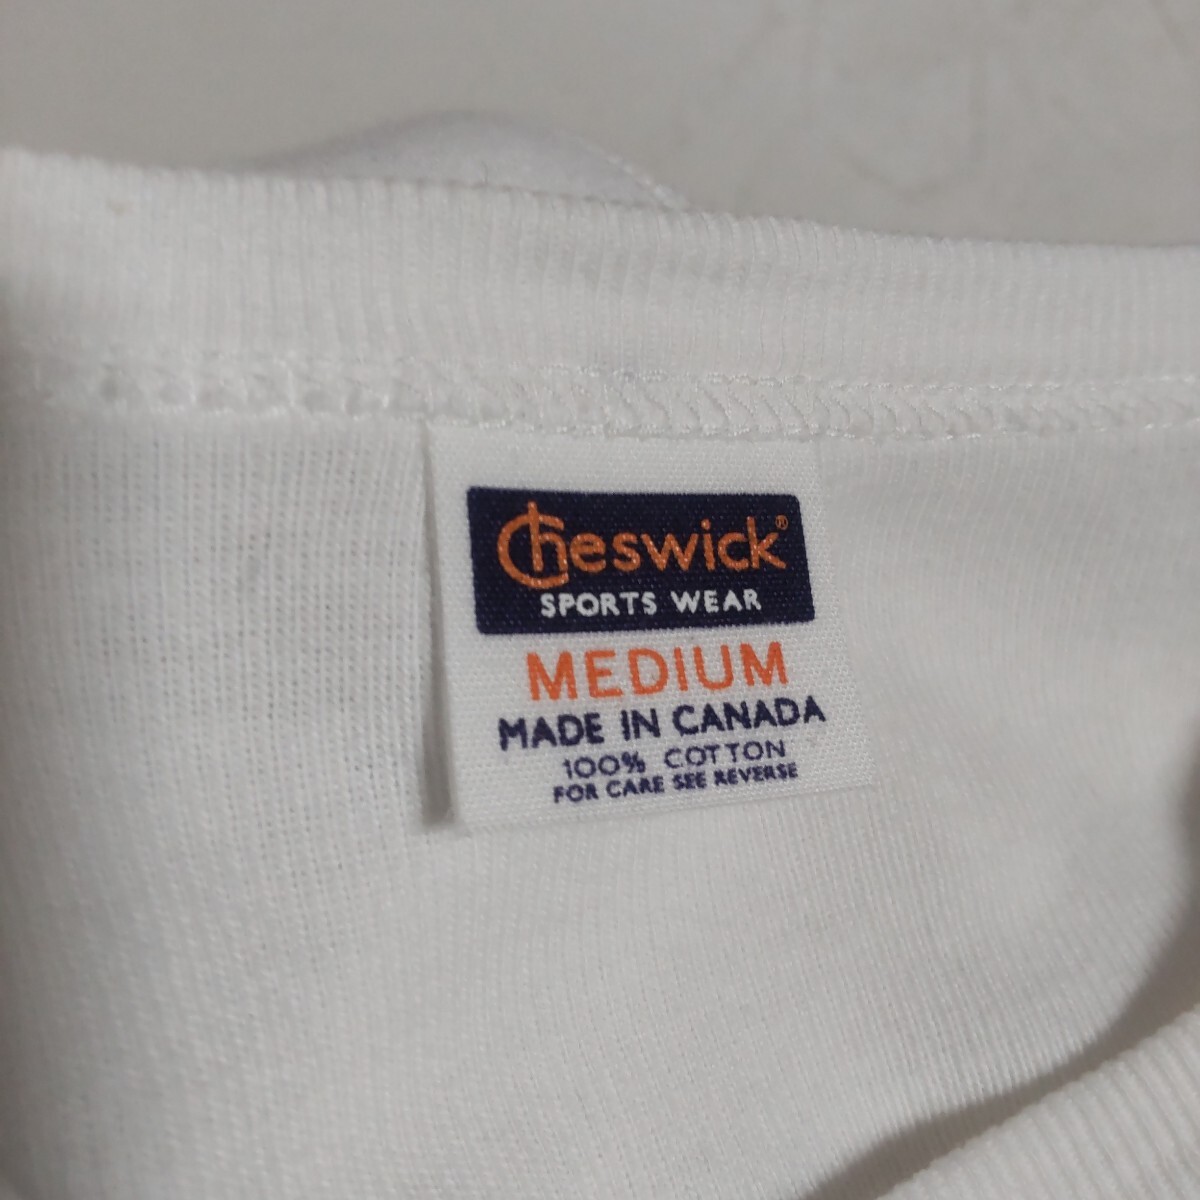 Cheswick®
SPORTS WEAR
MEDIUM
MADE IN CANADA
100% COTTON
FOR CARE SEE REVERSE